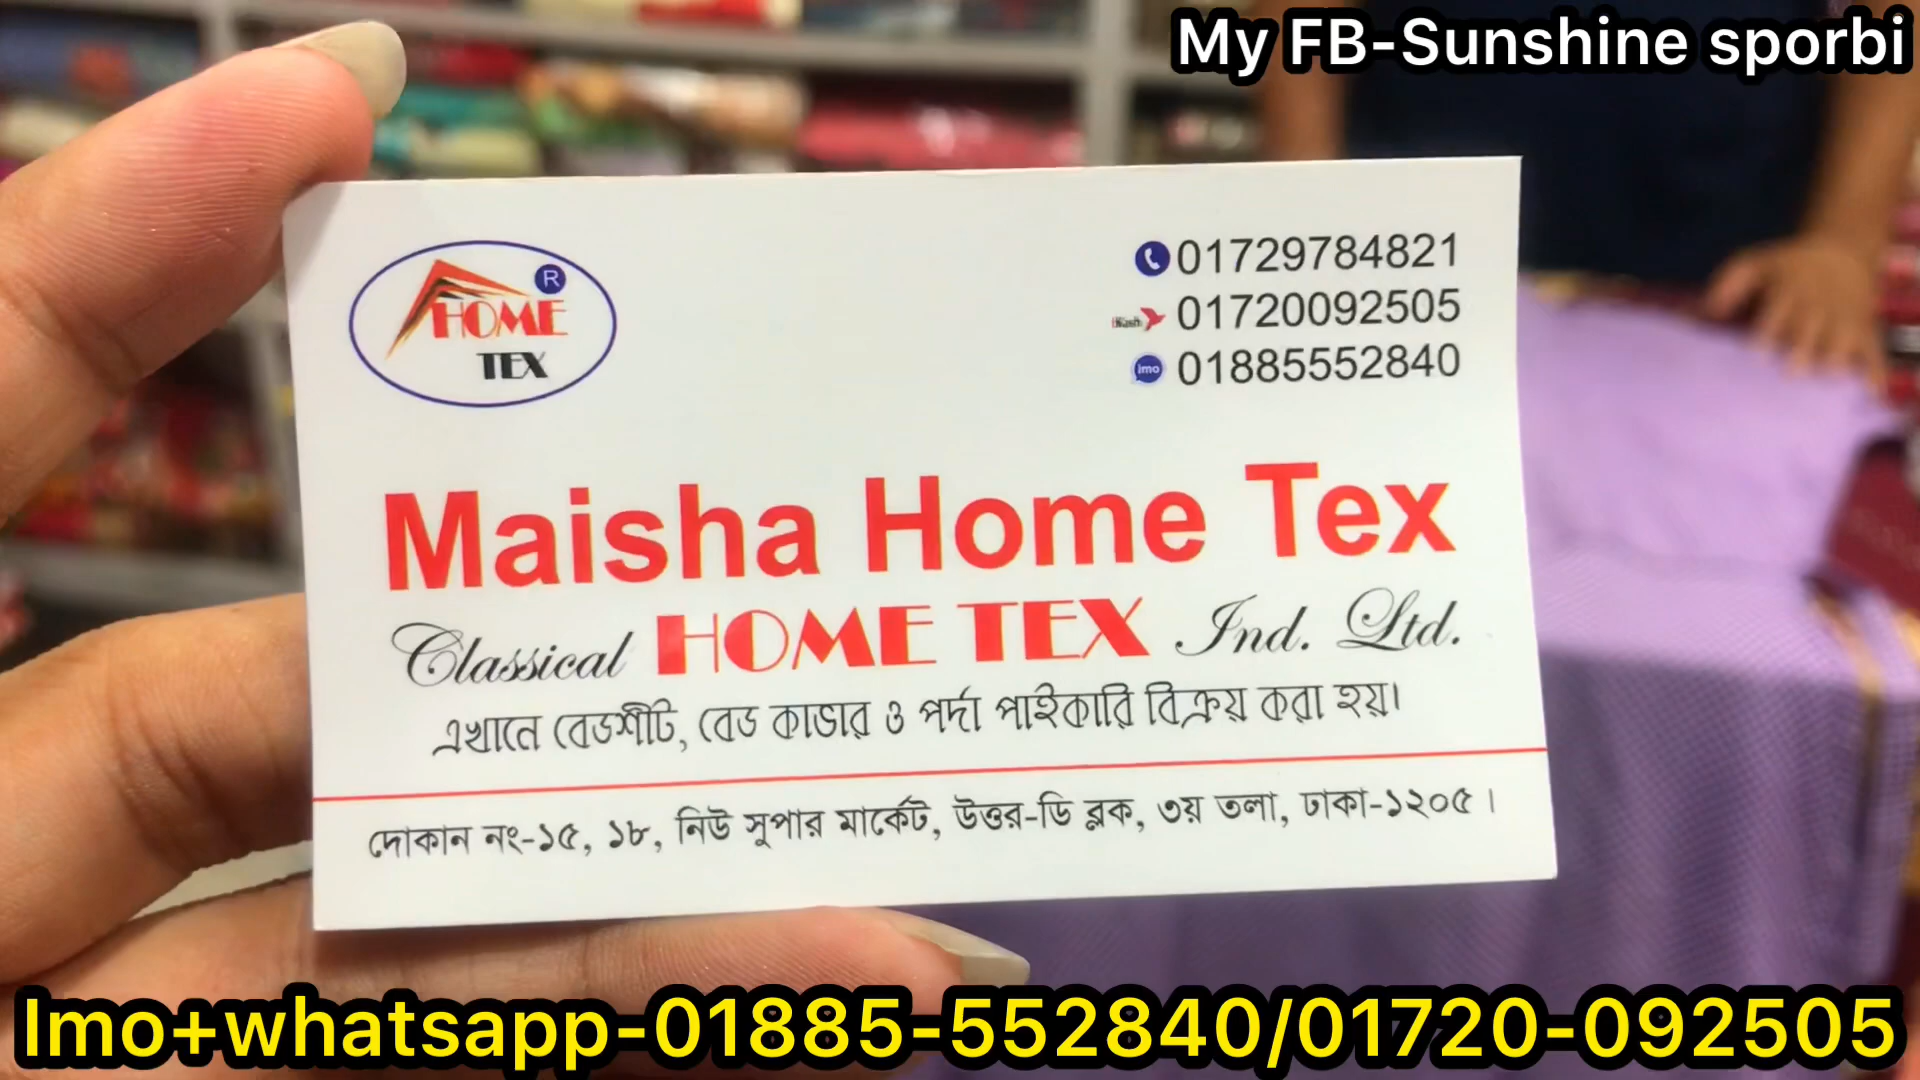 My FB-Sunshine sporbi
HOME
TEX
R
01729784821
bKash 01720092505
imo 01885552840
Maisha Home Tex
Classical HOME TEX Ind. Ltd.
এখানে বেডশীট, বেড কাভার ও পর্দা পাইকারি বিক্রয় করা হয়।
দোকান নং-১৫, ১৮, নিউ সুপার মার্কেট, উত্তর-ডি ব্লক, ৩য় তলা, ঢাকা-১২০৫।
Imo+whatsapp-01885-552840/01720-092505